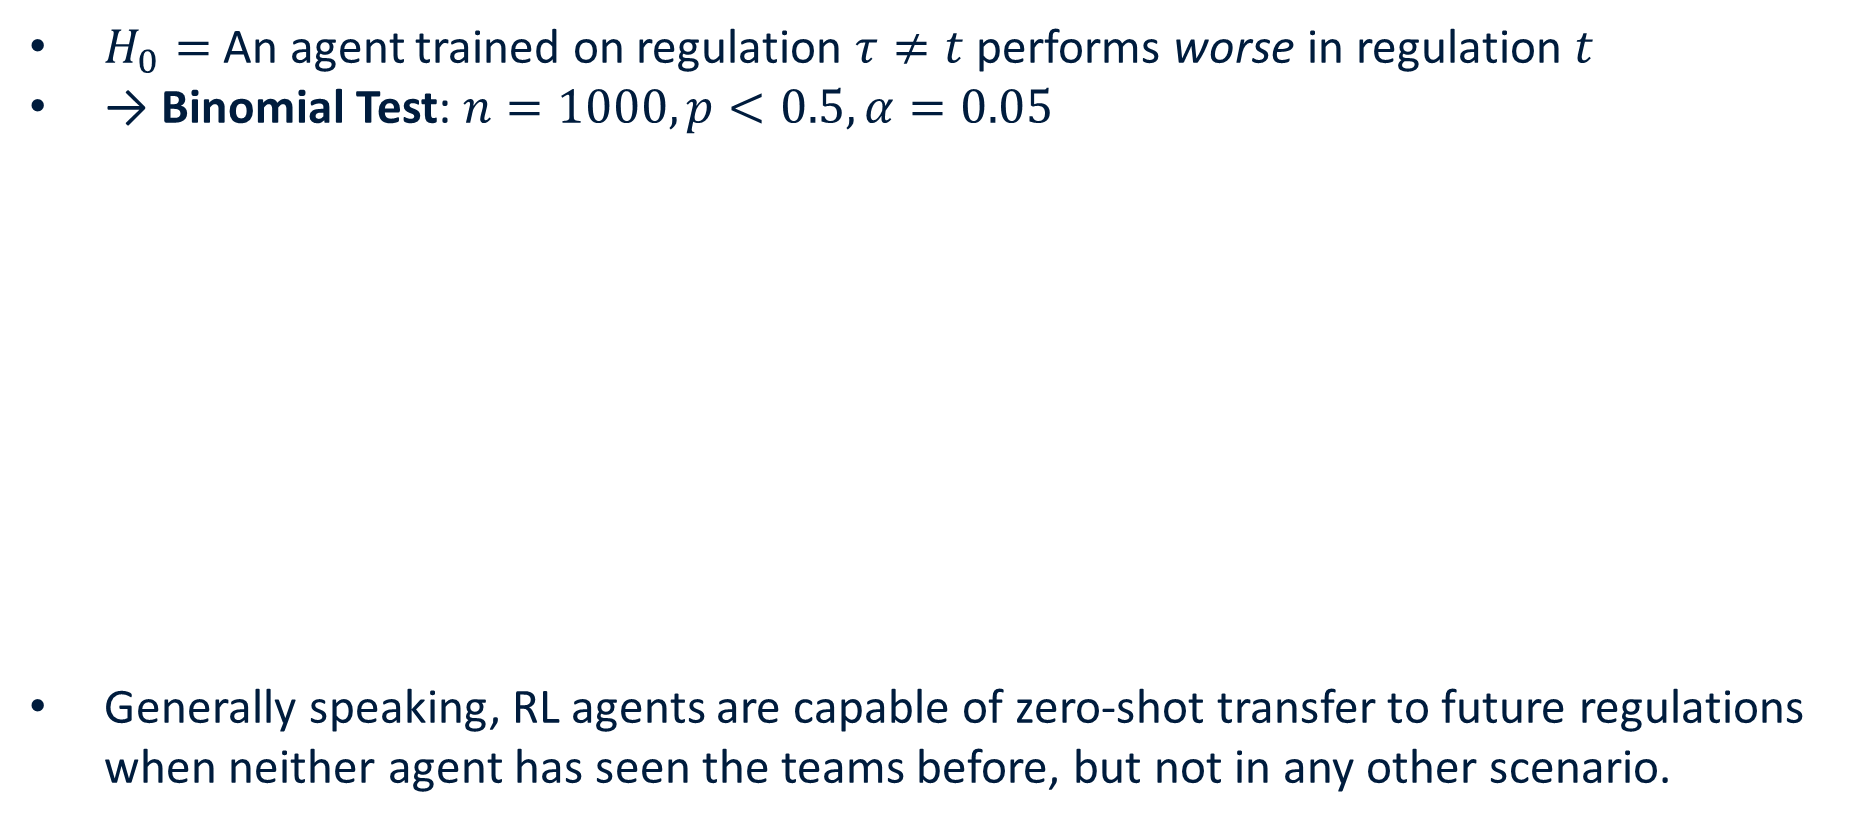 • H₀ = An agent trained on regulation τ ≠ t performs worse in regulation t
• → Binomial Test: n = 1000, p < 0.5, α = 0.05
• Generally speaking, RL agents are capable of zero-shot transfer to future regulations
when neither agent has seen the teams before, but not in any other scenario.